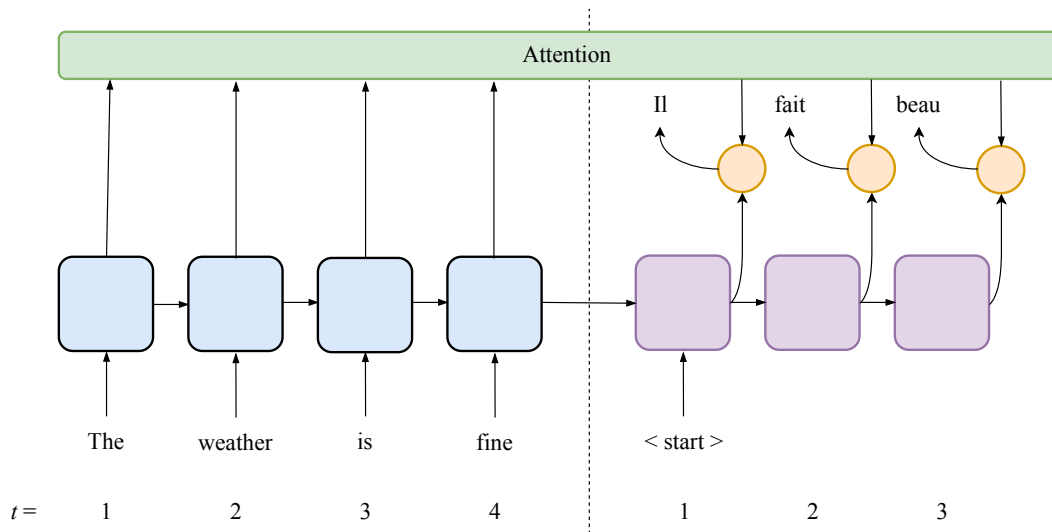 Attention
Il fait beau
The weather is fine < start >
t = 1 2 3 4 1 2 3